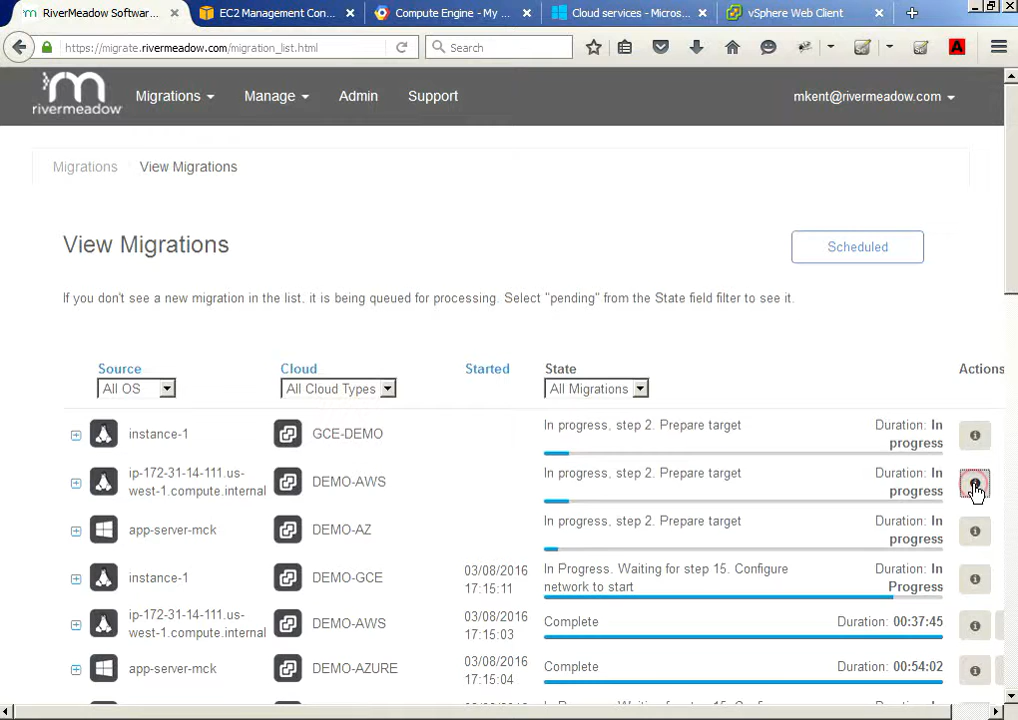 RiverMeadow Softwar...
EC2 Management Con...
Compute Engine - My ...
Cloud services - Micros...
vSphere Web Client
https://migrate.rivermeadow.com/migration_list.html
Search
A
m
rivermeadow
Migrations
Manage
Admin
Support
mkent@rivermeadow.com
Migrations
View Migrations
View Migrations
Scheduled
If you don't see a new migration in the list, it is being queued for processing. Select "pending" from the State field filter to see it.
Source
Cloud
Started
State
Actions
All OS
All Cloud Types
All Migrations
instance-1
GCE-DEMO
In progress, step 2. Prepare target
Duration: In
progress
ip-172-31-14-111.us-
west-1.compute.internal
DEMO-AWS
In progress, step 2. Prepare target
Duration: In
progress
app-server-mck
DEMO-AZ
In progress, step 2. Prepare target
Duration: In
progress
instance-1
DEMO-GCE
03/08/2016
17:15:11
In Progress. Waiting for step 15. Configure
network to start
Duration: In
Progress
ip-172-31-14-111.us-
west-1.compute.internal
DEMO-AWS
03/08/2016
17:15:03
Complete
Duration: 00:37:45
app-server-mck
DEMO-AZURE
03/08/2016
17:15:04
Complete
Duration: 00:54:02